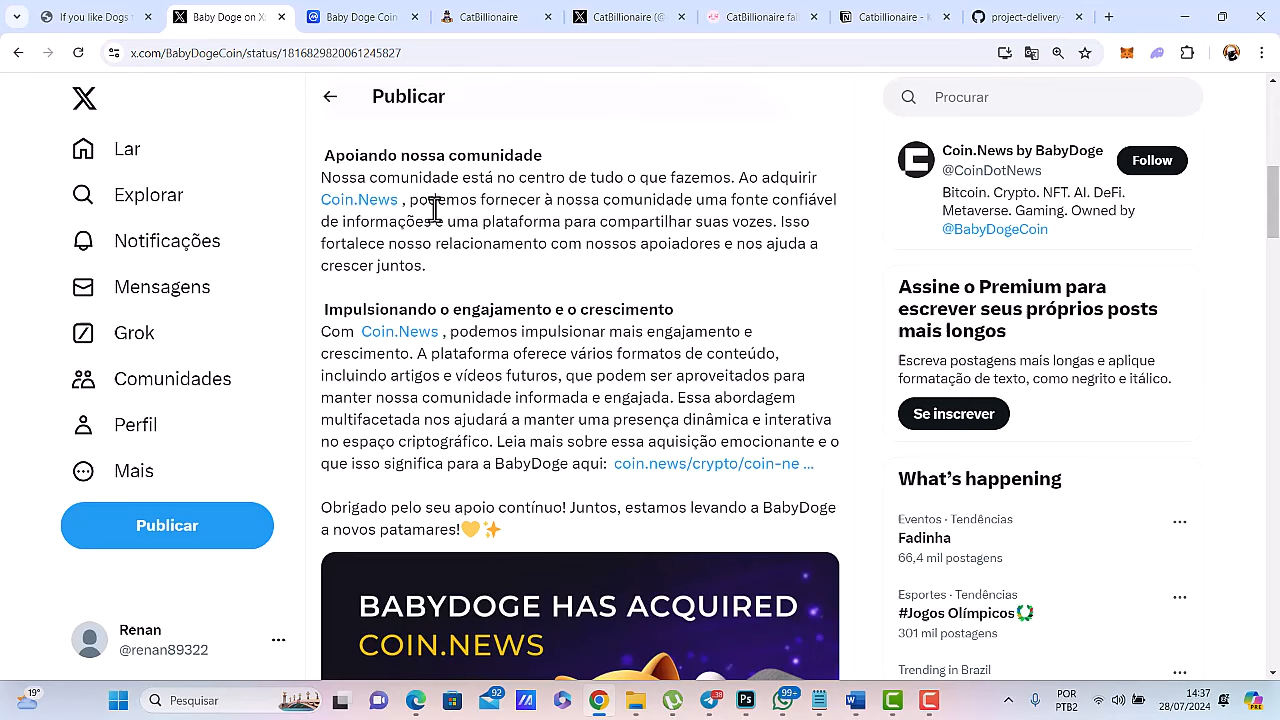 If you like Dogs
Baby Doge on X
Baby Doge Coin
CatBillionaire
CatBillionaire (@
CatBillionaire fal
CatBillionaire - 
project-delivery-
x.com/BabyDogeCoin/status/1816829820061245827
Publicar
Procurar
Lar
Explorar
Notificações
Mensagens
Grok
Comunidades
Perfil
Mais
Publicar
Renan
@renan89322
Apoiando nossa comunidade
Nossa comunidade está no centro de tudo o que fazemos. Ao adquirir
Coin.News , podemos fornecer à nossa comunidade uma fonte confiável
de informações e uma plataforma para compartilhar suas vozes. Isso
fortalece nosso relacionamento com nossos apoiadores e nos ajuda a
crescer juntos.
Impulsionando o engajamento e o crescimento
Com Coin.News , podemos impulsionar mais engajamento e
crescimento. A plataforma oferece vários formatos de conteúdo,
incluindo artigos e vídeos futuros, que podem ser aproveitados para
manter nossa comunidade informada e engajada. Essa abordagem
multifacetada nos ajudará a manter uma presença dinâmica e interativa
no espaço criptográfico. Leia mais sobre essa aquisição emocionante e o
que isso significa para a BabyDoge aqui: coin.news/crypto/coin-ne ...
Obrigado pelo seu apoio contínuo! Juntos, estamos levando a BabyDoge
a novos patamares!💛✨
BABYDOGE HAS ACQUIRED
COIN.NEWS
Coin.News by BabyDoge
@CoinDotNews
Follow
Bitcoin. Crypto. NFT. AI. DeFi.
Metaverse. Gaming. Owned by
@BabyDogeCoin
Assine o Premium para
escrever seus próprios posts
mais longos
Escreva postagens mais longas e aplique
formatação de texto, como negrito e itálico.
Se inscrever
What's happening
Eventos · Tendências
Fadinha
66,4 mil postagens
Esportes · Tendências
#Jogos Olímpicos
301 mil postagens
Trending in Brazil
19°
Pesquisar
92
38
99+
POR
PTB2
14:37
28/07/2024
PRE